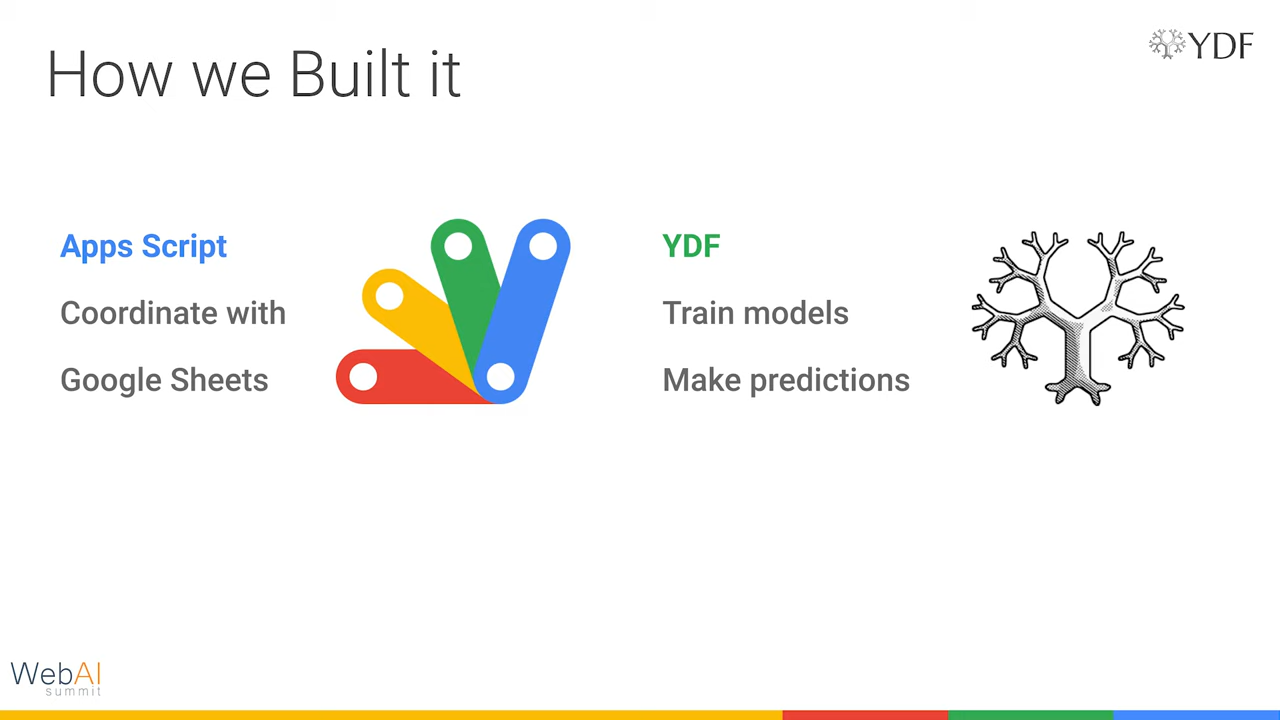 How we Built it
YDF
Apps Script
Coordinate with
Google Sheets
YDF
Train models
Make predictions
WebAI
summit